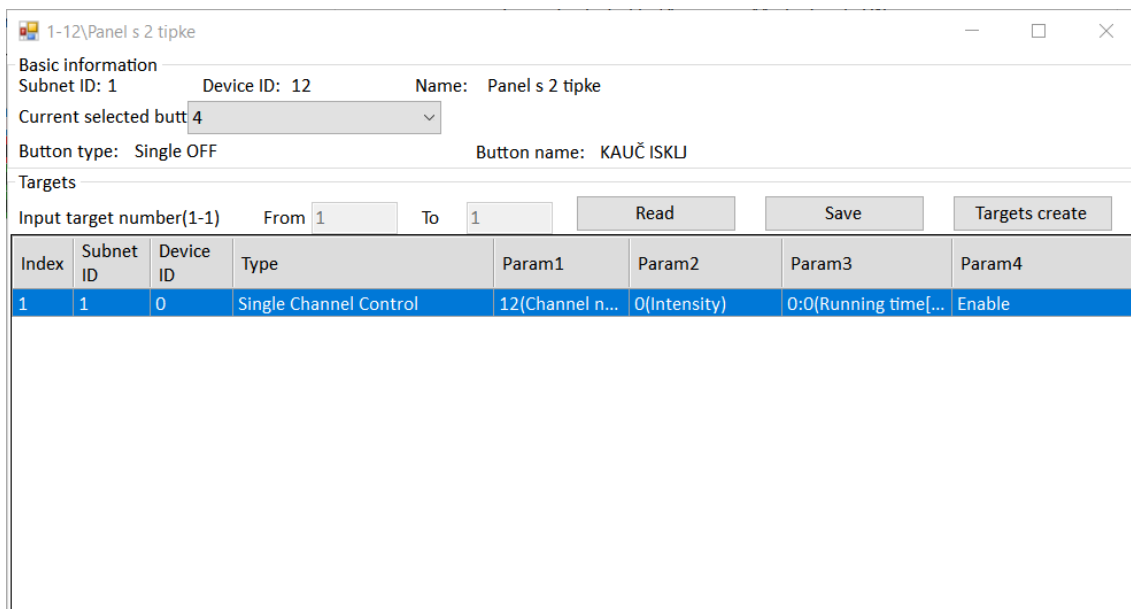 1-12\Panel s 2 tipke
Basic information
Subnet ID: 1 Device ID: 12 Name: Panel s 2 tipke
Current selected butt 4
Button type: Single OFF Button name: KAUČ ISKLJ
Targets
Input target number(1-1) From 1 To 1 Read Save Targets create
Index Subnet ID Device ID Type Param1 Param2 Param3 Param4
1 1 0 Single Channel Control 12(Channel n... 0(Intensity) 0:0(Running time[... Enable